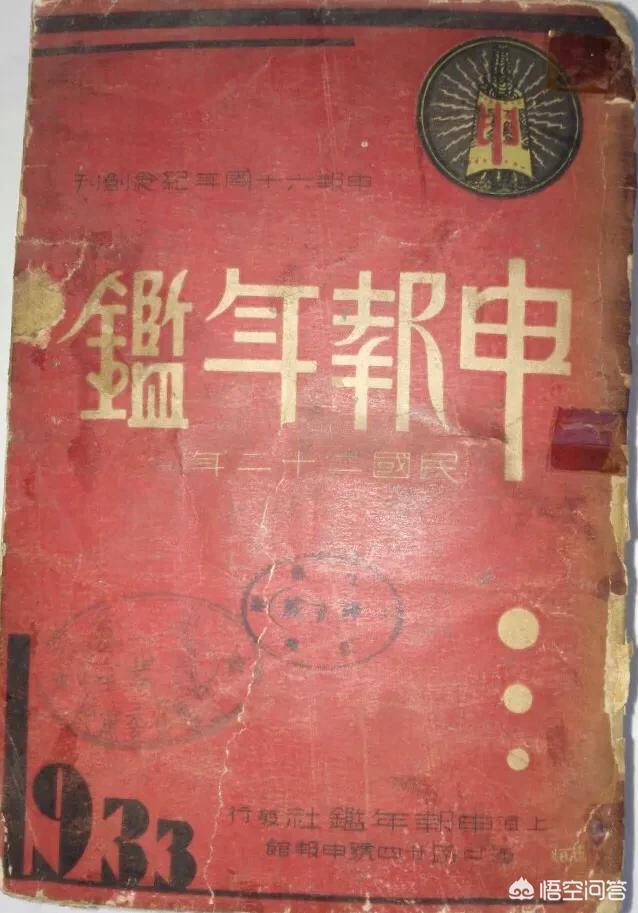 申
申報六十周年紀念創刊
申報年鑑
民國二十二年
1933
上海申報年鑑社發行
路廿四號申報館
悟空问答